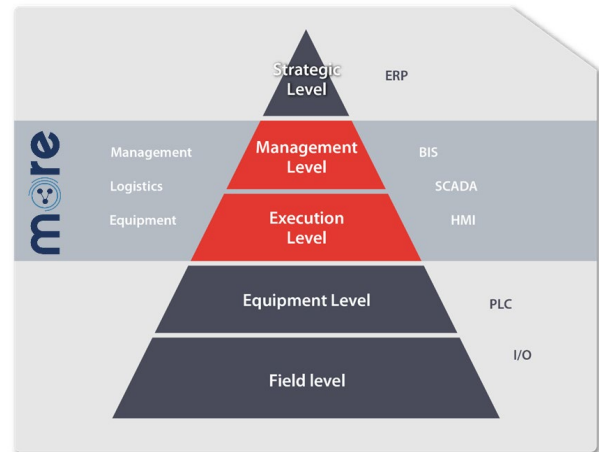 Strategic
Level
ERP
more
Management
Logistics
Equipment
Management
Level
BIS
SCADA
Execution
Level
HMI
Equipment Level
PLC
I/O
Field level